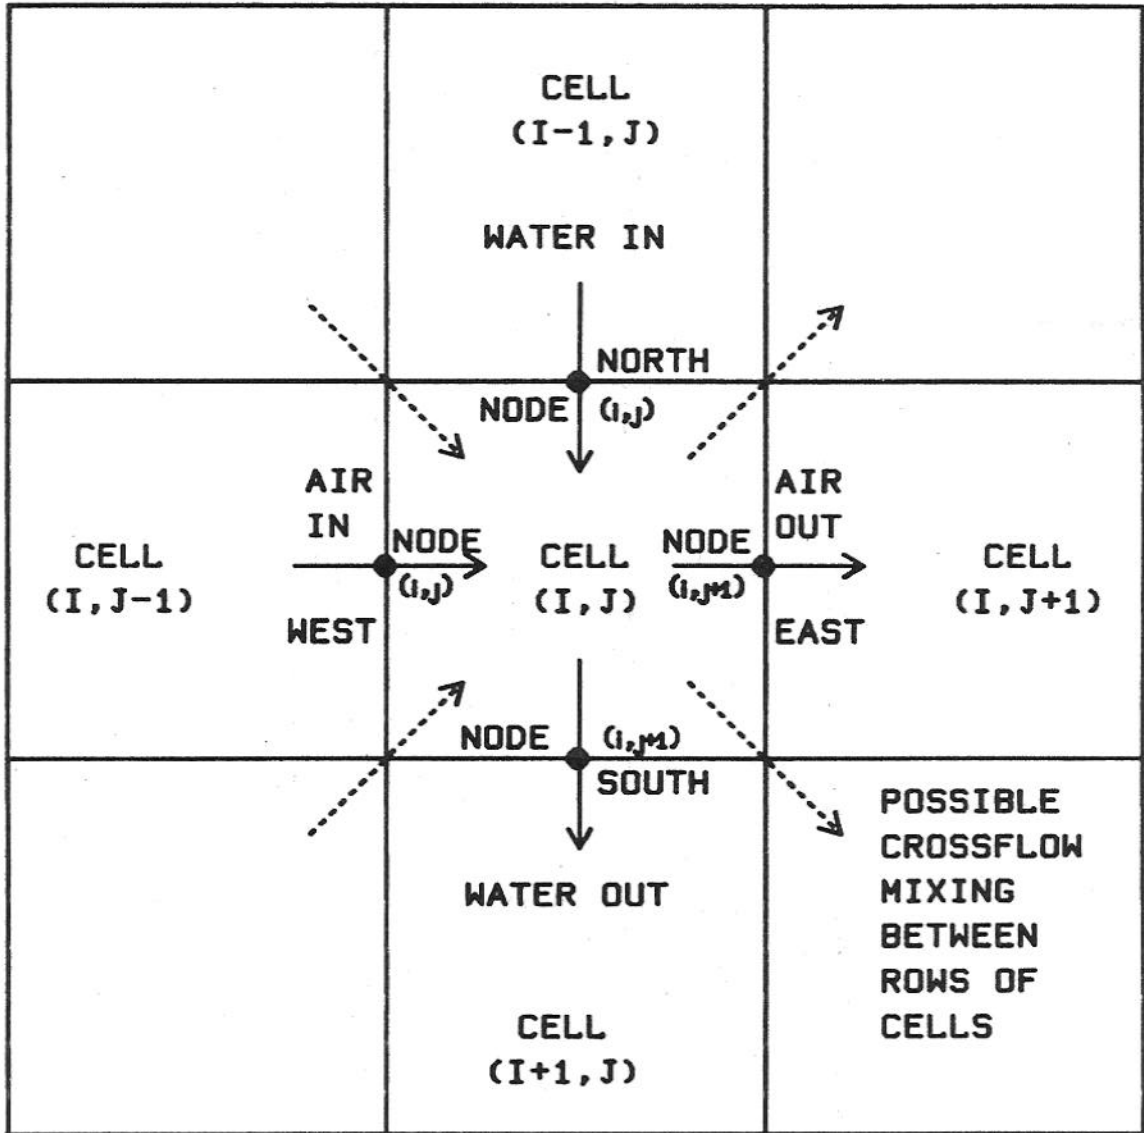 CELL
(I-1,J)
WATER IN
NORTH
NODE (i,j)
AIR
IN
AIR
OUT
CELL
(I,J-1)
NODE
(i,j)
CELL
(I,J)
NODE
(i,j+1)
CELL
(I,J+1)
WEST
EAST
NODE (i,j+1)
SOUTH
WATER OUT
POSSIBLE
CROSSFLOW
MIXING
BETWEEN
ROWS OF
CELLS
CELL
(I+1,J)